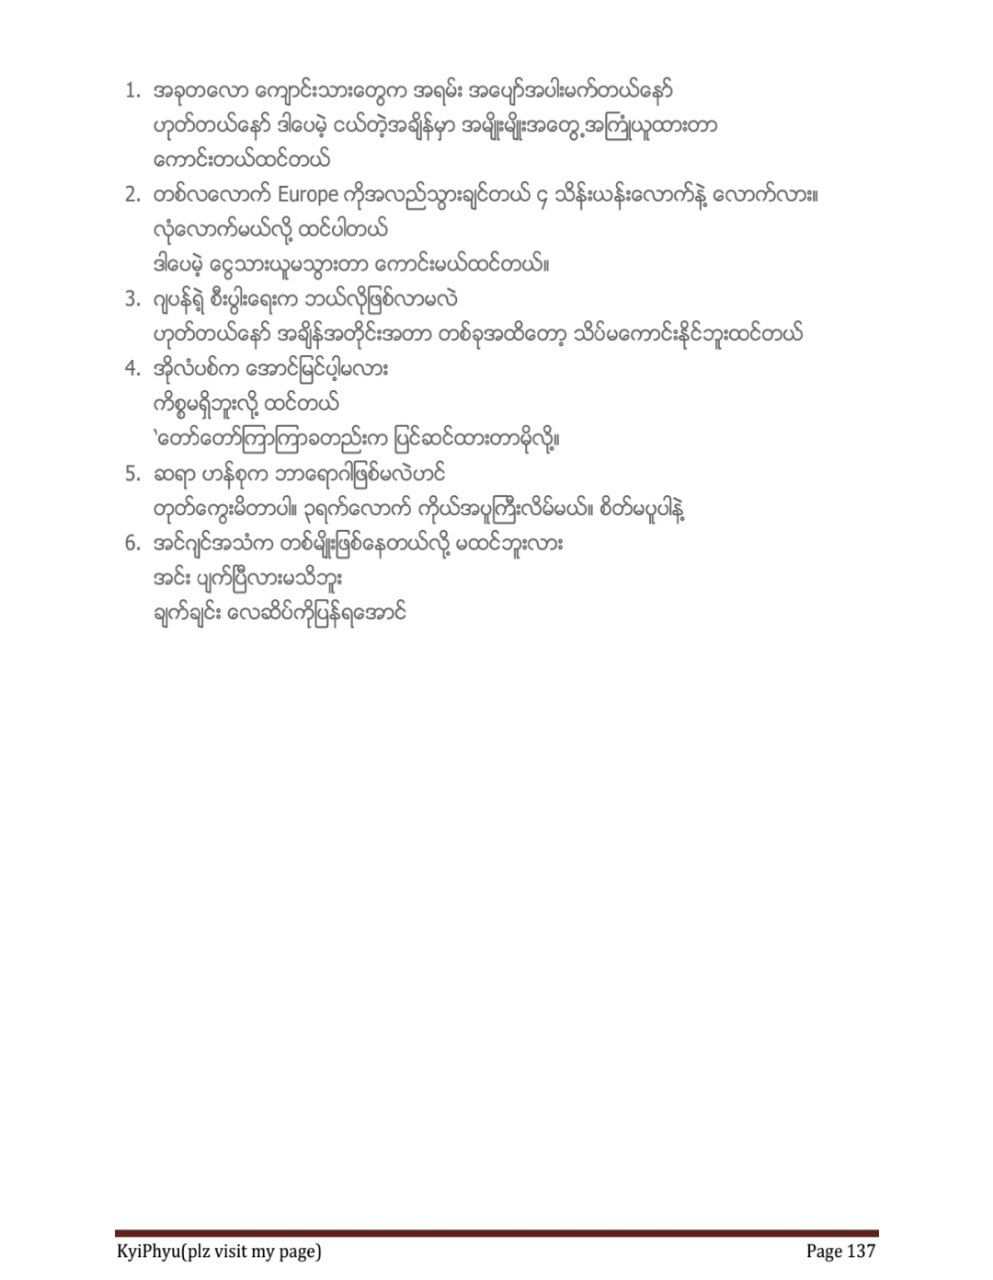 1. အခုတလော ကျောင်းသားတွေက အရမ်း အပျော်အပါးမက်တယ်နော်
ဟုတ်တယ်နော် ဒါပေမဲ့ ငယ်တဲ့အချိန်မှာ အမျိုးမျိုးအတွေ့အကြုံယူထားတာ
ကောင်းတယ်ထင်တယ်
2. တစ်လလောက် Europe ကိုအလည်သွားချင်တယ် ၄ သိန်းယန်းလောက်နဲ့ လောက်လား။
လုံလောက်မယ်လို့ ထင်ပါတယ်
ဒါပေမဲ့ ငွေသားယူမသွားတာ ကောင်းမယ်ထင်တယ်။
3. ဂျပန်ရဲ့ စီးပွါးရေးက ဘယ်လိုဖြစ်လာမလဲ
ဟုတ်တယ်နော် အချိန်အတိုင်းအတာ တစ်ခုအထိတော့ သိပ်မကောင်းနိုင်ဘူးထင်တယ်
4. အိုလံပစ်က အောင်မြင်ပါ့မလား
ကိစ္စမရှိဘူးလို့ ထင်တယ်
‵တော်တော်ကြာကြာခတည်းက ပြင်ဆင်ထားတာမိုလို့။
5. ဆရာ ဟန်စုက ဘာရောဂါဖြစ်မလဲဟင်
တုတ်ကွေးမိတာပါ။ ၃ရက်လောက် ကိုယ်အပူကြီးလိမ်မယ်။ စိတ်မပူပါနဲ့
6. အင်ဂျင်အသံက တစ်မျိုးဖြစ်နေတယ်လို့ မထင်ဘူးလား
အင်း ပျက်ပြီလားမသိဘူး
ချက်ချင်း လေဆိပ်ကိုပြန်ရအောင်
KyiPhyu(plz visit my page) Page 137